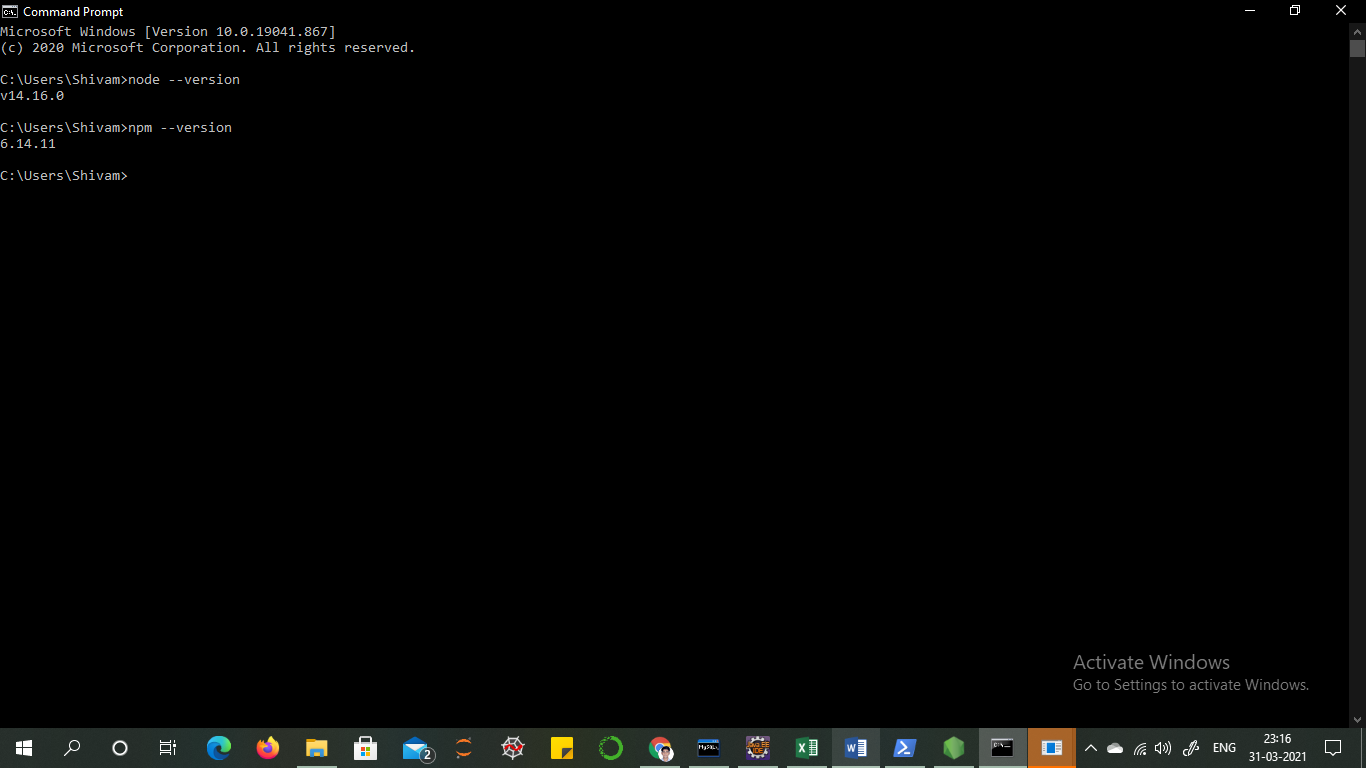 Command Prompt
Microsoft Windows [Version 10.0.19041.867]
(c) 2020 Microsoft Corporation. All rights reserved.
C:\Users\Shivam>node --version
v14.16.0
C:\Users\Shivam>npm --version
6.14.11
C:\Users\Shivam>
Activate Windows
Go to Settings to activate Windows.
2
MySQL
ENG
23:16
31-03-2021